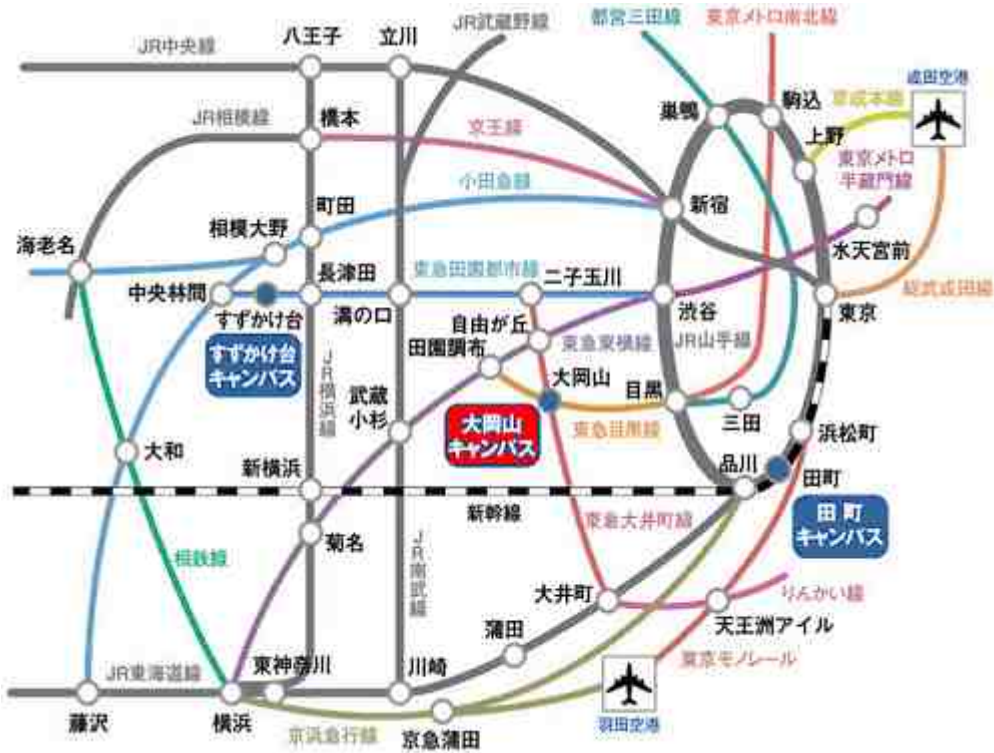 都営三田線
東京メトロ南北線
八王子
立川
JR武蔵野線
JR中央線
成田空港
巣鴨
駒込
京成本線
JR相模線
橋本
京王線
上野
東京メトロ
半蔵門線
小田急線
町田
新宿
相模大野
海老名
水天宮前
長津田
東急田園都市線
二子玉川
中央林間
すずかけ台
溝の口
渋谷
東京
総武成田線
自由が丘
東急東横線
JR山手線
田園調布
すずかけ台
キャンパス
JR横浜線
大岡山
目黒
武蔵
小杉
大岡山
キャンパス
東急目黒線
三田
浜松町
大和
新横浜
品川
田町
新幹線
東急大井町線
田町
キャンパス
菊名
JR南武線
相鉄線
大井町
りんかい線
蒲田
天王洲アイル
東神奈川
川崎
東京モノレール
JR東海道線
藤沢
横浜
京浜急行線
京急蒲田
羽田空港